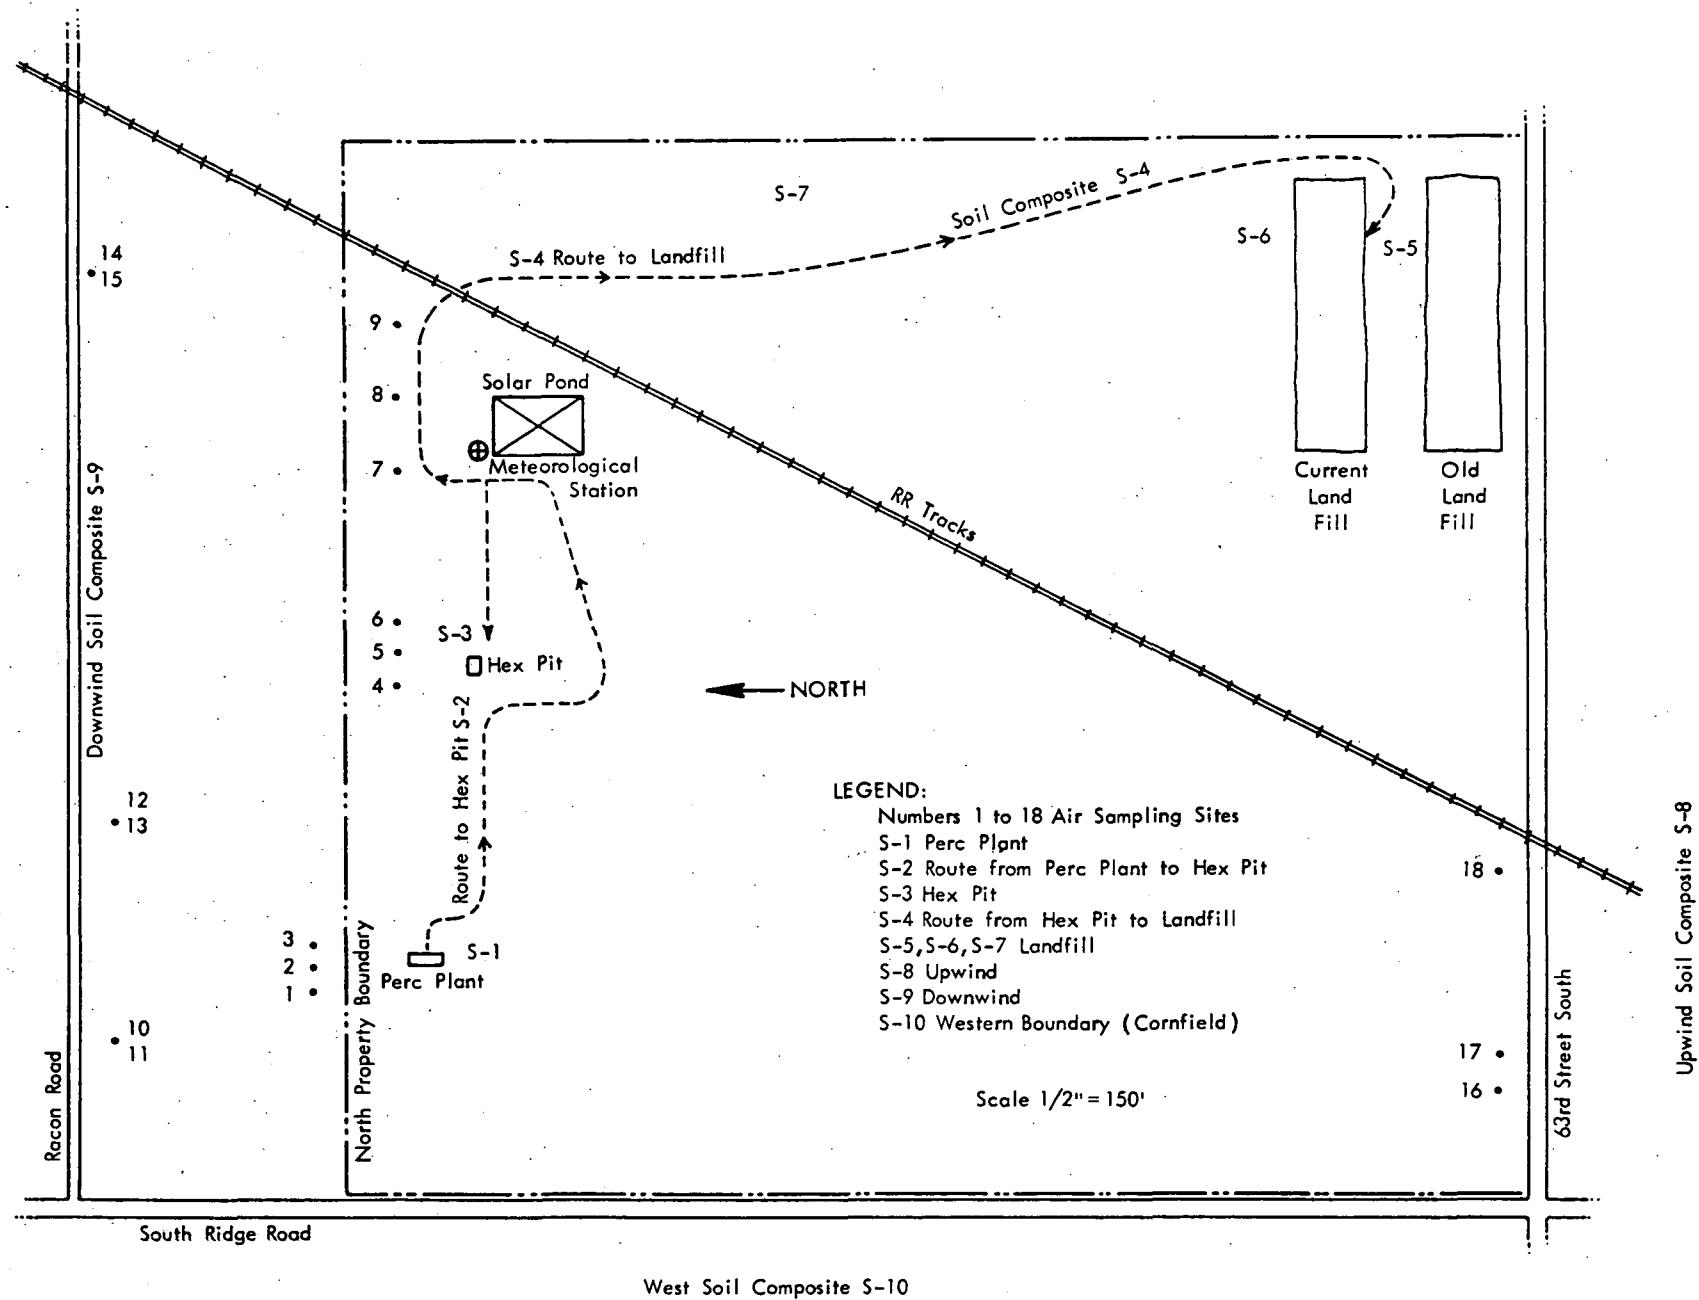 S-7
Soil Composite S-4
S-6
S-5
14
15
S-4 Route to Landfill
9
8
Solar Pond
7
Meteorological
Station
Current
Land
Fill
Old
Land
Fill
RR Tracks
Downwind Soil Composite S-9
6
5
4
S-3
Hex Pit
NORTH
Route to Hex Pit S-2
12
13
LEGEND:
Numbers 1 to 18 Air Sampling Sites
S-1 Perc Plant
S-2 Route from Perc Plant to Hex Pit
S-3 Hex Pit
S-4 Route from Hex Pit to Landfill
S-5, S-6, S-7 Landfill
S-8 Upwind
S-9 Downwind
S-10 Western Boundary (Cornfield)
18
Upwind Soil Composite S-8
3
2
1
S-1
Perc Plant
10
11
17
16
Racon Road
North Property Boundary
Scale 1/2" = 150'
63rd Street South
South Ridge Road
West Soil Composite S-10